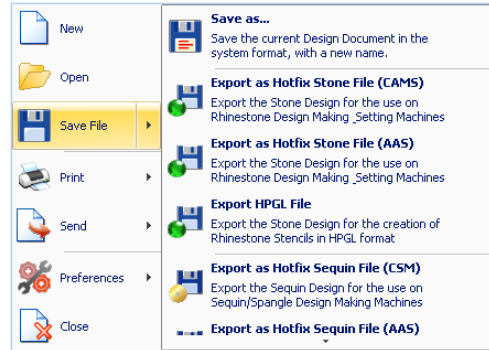 New
Open
Save File
Print
Send
Preferences
Close
Save as...
Save the current Design Document in the
system format, with a new name.
Export as Hotfix Stone File (CAMS)
Export the Stone Design for the use on
Rhinestone Design Making _Setting Machines
Export as Hotfix Stone File (AAS)
Export the Stone Design for the use on
Rhinestone Design Making _Setting Machines
Export HPGL File
Export the Stone Design for the creation of
Rhinestone Stencils in HPGL format
Export as Hotfix Sequin File (CSM)
Export the Sequin Design for the use on
Sequin/Spangle Design Making Machines
Export as Hotfix Sequin File (AAS)